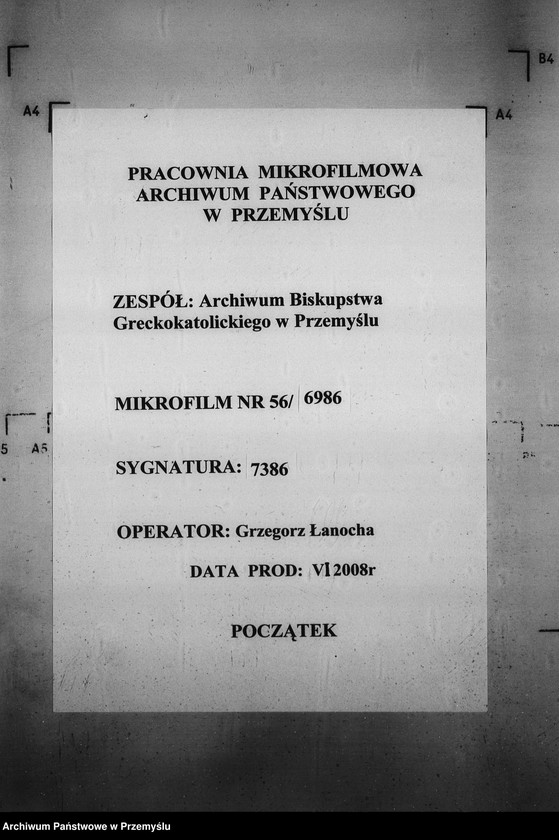 B4
A4
A4
PRACOWNIA MIKROFILMOWA
ARCHIWUM PAŃSTWOWEGO
W PRZEMYŚLU
ZESPÓŁ: Archiwum Biskupstwa
Greckokatolickiego w Przemyślu
MIKROFILM NR 56/ 6986
5 A5
SYGNATURA: 7386
OPERATOR: Grzegorz Łanocha
DATA PROD: VI 2008r
POCZĄTEK
Archiwum Państwowe w Przemyślu